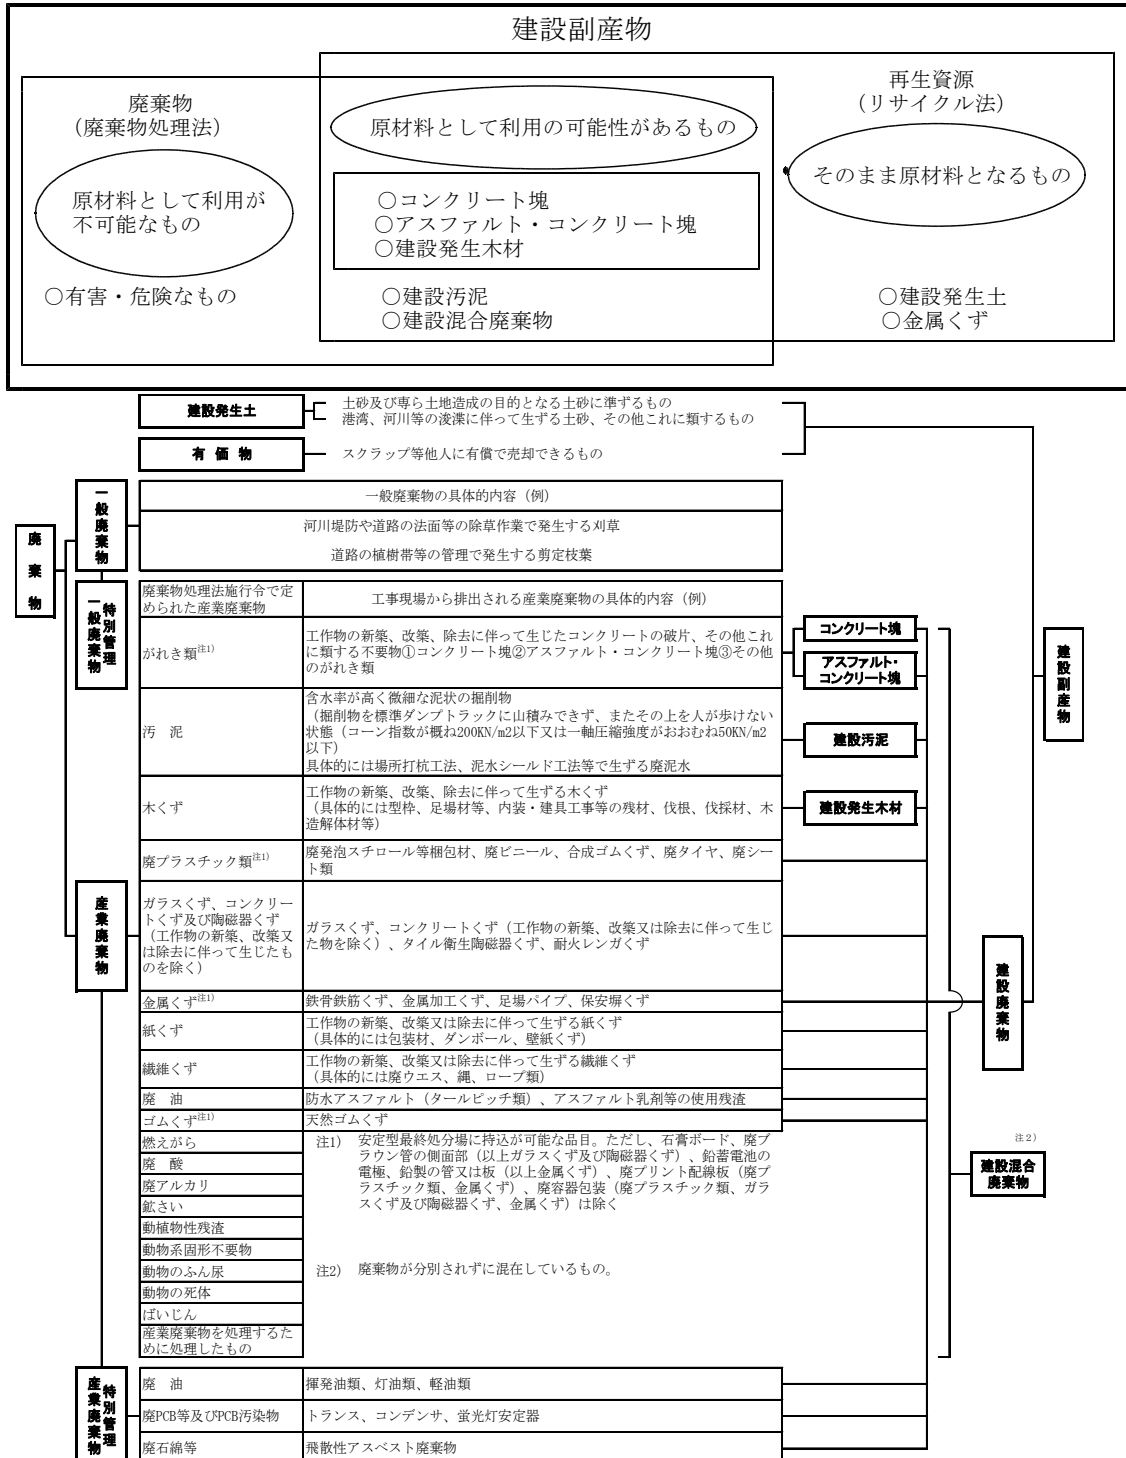 建設副産物
廃棄物
（廃棄物処理法）
原材料として利用が
不可能なもの
○有害・危険なもの
原材料として利用の可能性があるもの
○コンクリート塊
○アスファルト・コンクリート塊
○建設発生木材
○建設汚泥
○建設混合廃棄物
再生資源
（リサイクル法）
そのまま原材料となるもの
○建設発生土
○金属くず
建設発生土
土砂及び専ら土地造成の目的となる土砂に準ずるもの
港湾、河川等の浚渫に伴って生ずる土砂、その他これに類するもの
有 価 物
スクラップ等他人に有償で売却できるもの
廃棄物
一般廃棄物
一般廃棄物の具体的内容（例）
河川堤防や道路の法面等の除草作業で発生する刈草
道路の植樹帯等の管理で発生する剪定枝葉
特別管理
一般廃棄物
廃棄物処理法施行令で定
められた産業廃棄物
工事現場から排出される産業廃棄物の具体的内容（例）
がれき類注1)
工作物の新築、改築、除去に伴って生じたコンクリートの破片、その他これ
に類する不要物①コンクリート塊②アスファルト・コンクリート塊③その他
のがれき類
コンクリート塊
アスファルト・
コンクリート塊
汚 泥
含水率が高く微細な泥状の掘削物
（掘削物を標準ダンプトラックに山積みできず、またその上を人が歩けない
状態（コーン指数が概ね200KN/m2以下又は一軸圧縮強度がおおむね50KN/m2
以下）
具体的には場所打杭工法、泥水シールド工法等で生ずる廃泥水
建設汚泥
木くず
工作物の新築、改築、除去に伴って生ずる木くず
（具体的には型枠、足場材等、内装・建具工事等の残材、伐根、伐採材、木
造解体材等）
建設発生木材
建設副産物
廃プラスチック類注1)
廃発泡スチロール等梱包材、廃ビニール、合成ゴムくず、廃タイヤ、廃シー
ト類
産業廃棄物
ガラスくず、コンクリー
トくず及び陶磁器くず
（工作物の新築、改築又
は除去に伴って生じたも
のを除く）
ガラスくず、コンクリートくず（工作物の新築、改築又は除去に伴って生じ
た物を除く）、タイル衛生陶磁器くず、耐火レンガくず
金属くず注1)
鉄骨鉄筋くず、金属加工くず、足場パイプ、保安塀くず
建設廃棄物
紙くず
工作物の新築、改築又は除去に伴って生ずる紙くず
（具体的には包装材、ダンボール、壁紙くず）
繊維くず
工作物の新築、改築又は除去に伴って生ずる繊維くず
（具体的には廃ウエス、縄、ロープ類）
廃 油
防水アスファルト（タールピッチ類）、アスファルト乳剤等の使用残渣
ゴムくず注1)
天然ゴムくず
燃えがら
廃 酸
廃アルカリ
鉱さい
動植物性残渣
動物系固形不要物
動物のふん尿
動物の死体
ばいじん
産業廃棄物を処理するた
めに処理したもの
注1) 安定型最終処分場に持込が可能な品目。ただし、石膏ボード、廃ブ
ラウン管の側面部（以上ガラスくず及び陶磁器くず）、鉛蓄電池の
電極、鉛製の管又は板（以上金属くず）、廃プリント配線板（廃プ
ラスチック類、金属くず）、廃容器包装（廃プラスチック類、ガラ
スくず及び陶磁器くず、金属くず）は除く
注2) 廃棄物が分別されずに混在しているもの。
注2)
建設混合
廃棄物
特別管理
産業廃棄物
廃 油
揮発油類、灯油類、軽油類
廃PCB等及びPCB汚染物
トランス、コンデンサ、蛍光灯安定器
廃石綿等
飛散性アスベスト廃棄物